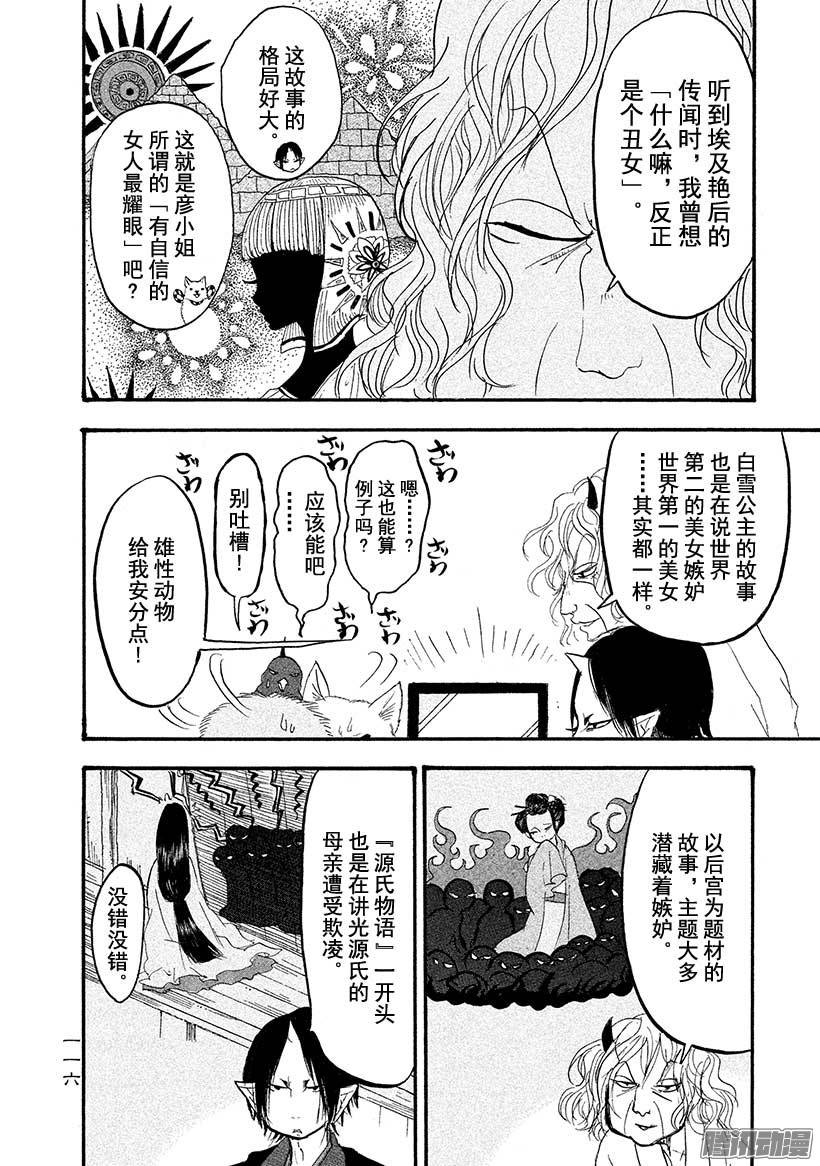 听到埃及艳后的
传闻时，我曾想
「什么嘛，反正
是个丑女」。
这故事的
格局好大。
这就是彦小姐
所谓的「有自信的
女人最耀眼」吧？
白雪公主的故事
也是在说世界
第二的美女嫉妒
世界第一的美女
……其实都一样。
嗯……？
这也能算
例子吗？
应该能吧
……
别吐槽！
雄性动物
给我安分点！
ざわ
ざわ
ざわ
ざわ
以后宫为题材的
故事，主题大多
潜藏着嫉妒。
『源氏物语』一开头
也是在讲光源氏的
母亲遭受欺凌。
没错没错。
一一六
腾讯动漫